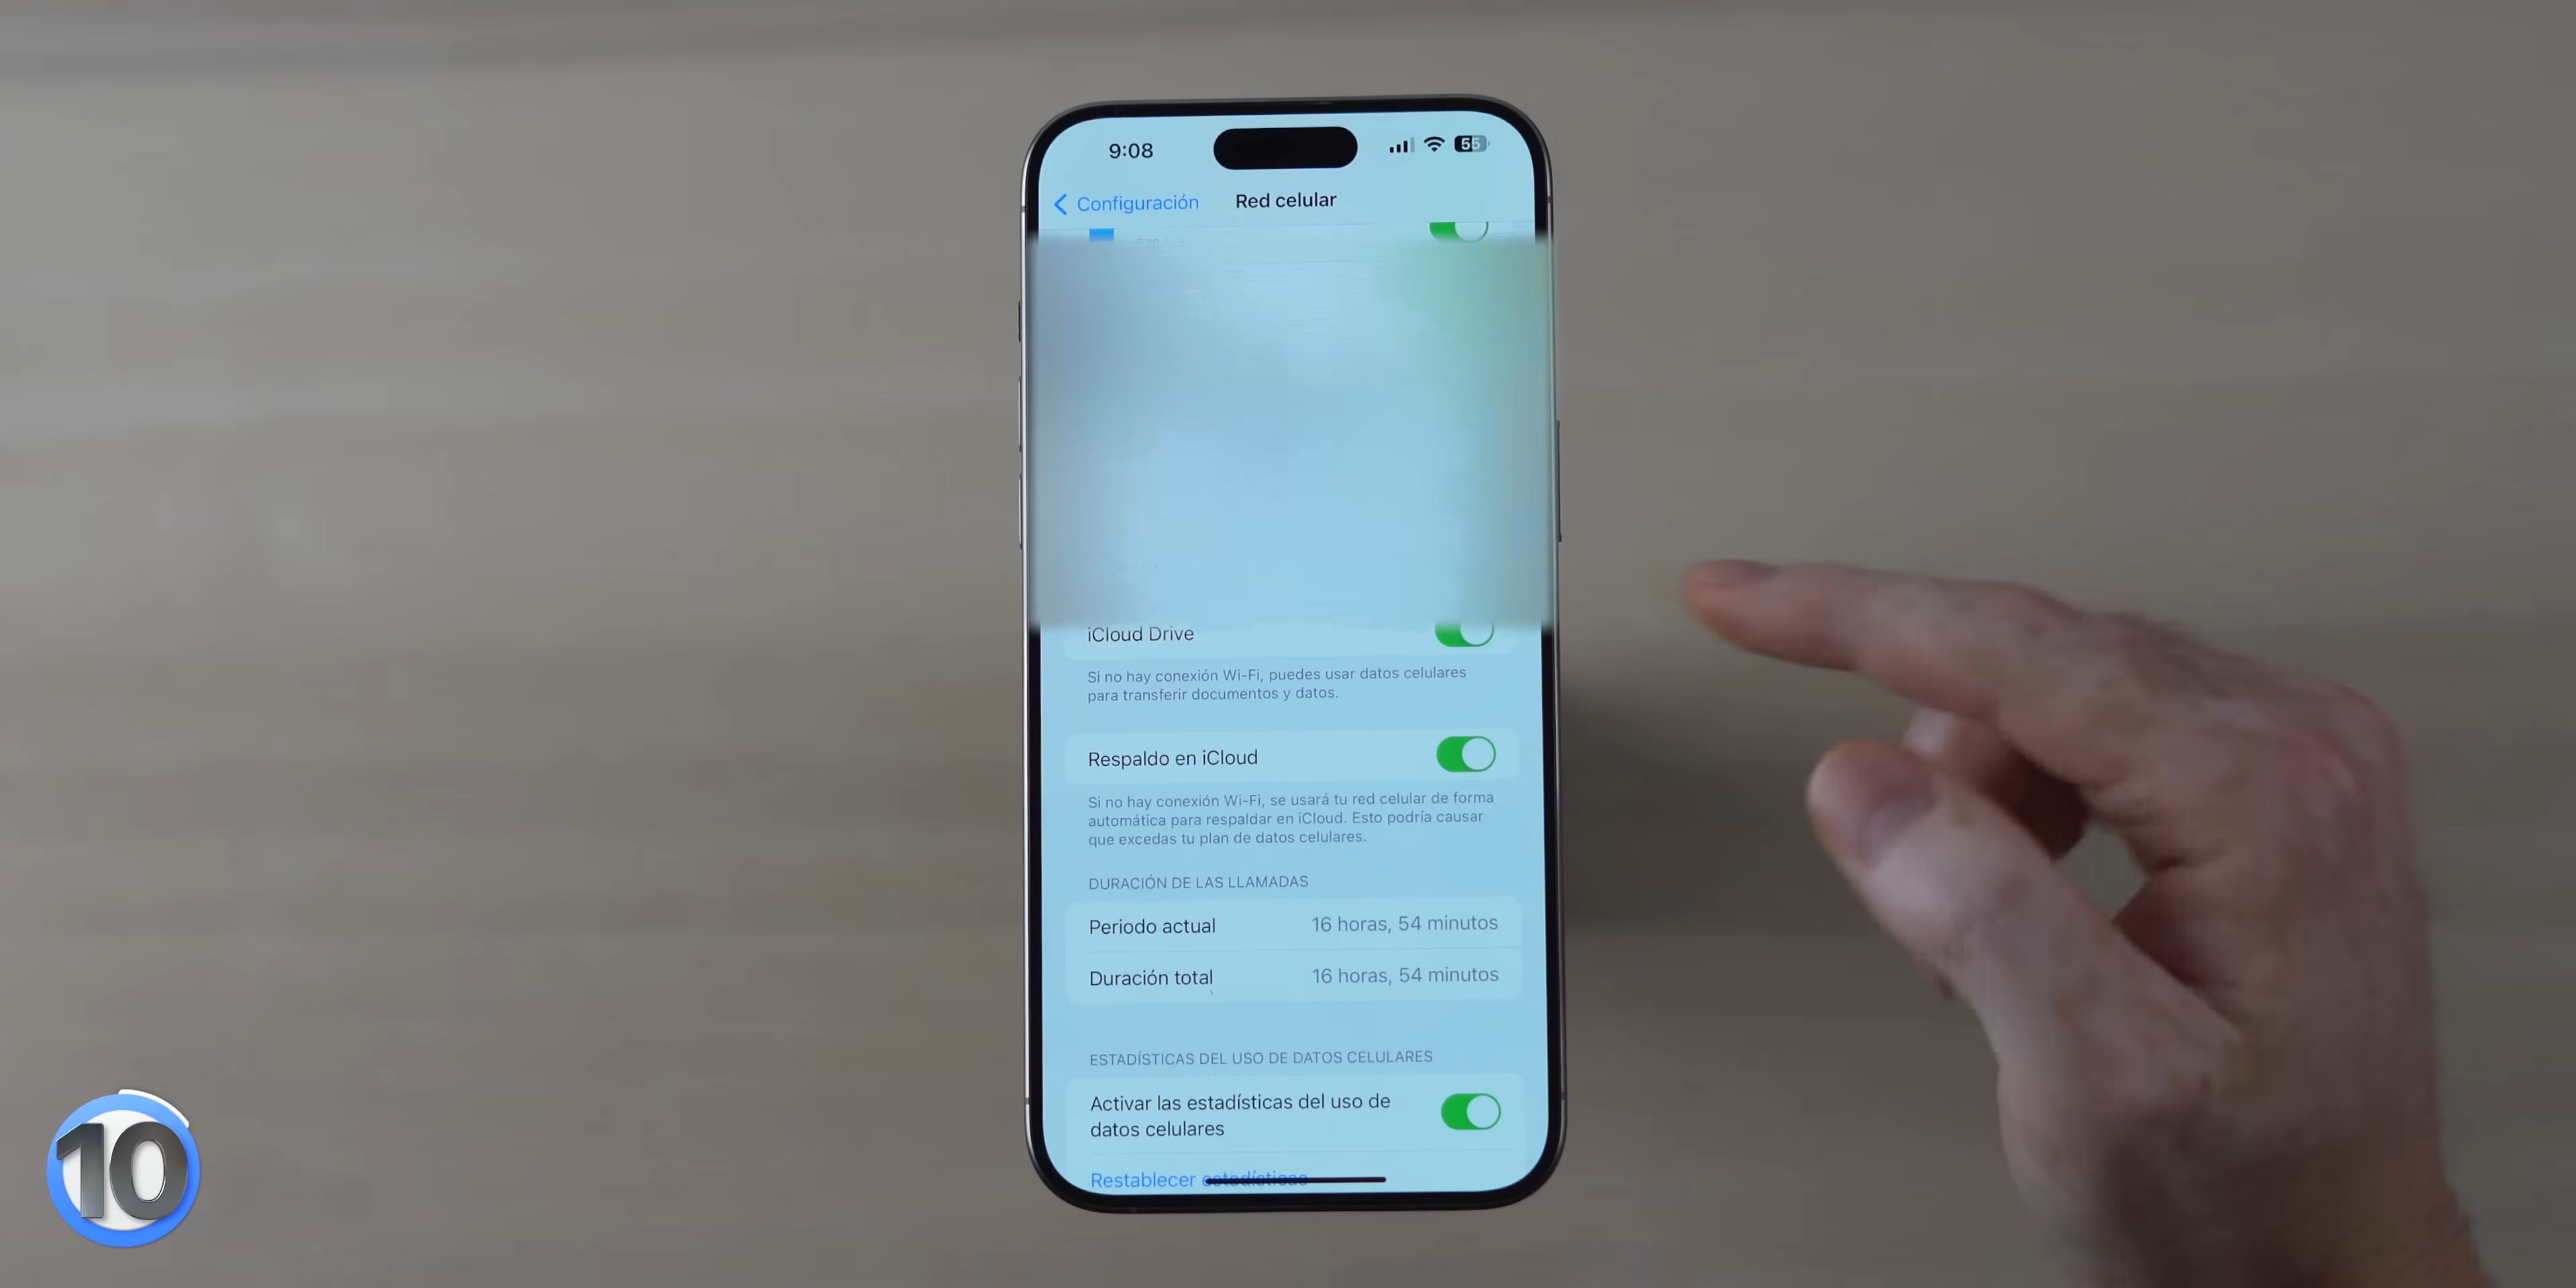 9:08
55
Configuración
Red celular
iCloud Drive
Si no hay conexión Wi-Fi, puedes usar datos celulares
para transferir documentos y datos.
Respaldo en iCloud
Si no hay conexión Wi-Fi, se usará tu red celular de forma
automática para respaldar en iCloud. Esto podría causar
que excedas tu plan de datos celulares.
DURACIÓN DE LAS LLAMADAS
Periodo actual 16 horas, 54 minutos
Duración total 16 horas, 54 minutos
ESTADÍSTICAS DEL USO DE DATOS CELULARES
Activar las estadísticas del uso de
datos celulares
Restablecer estadísticas
10